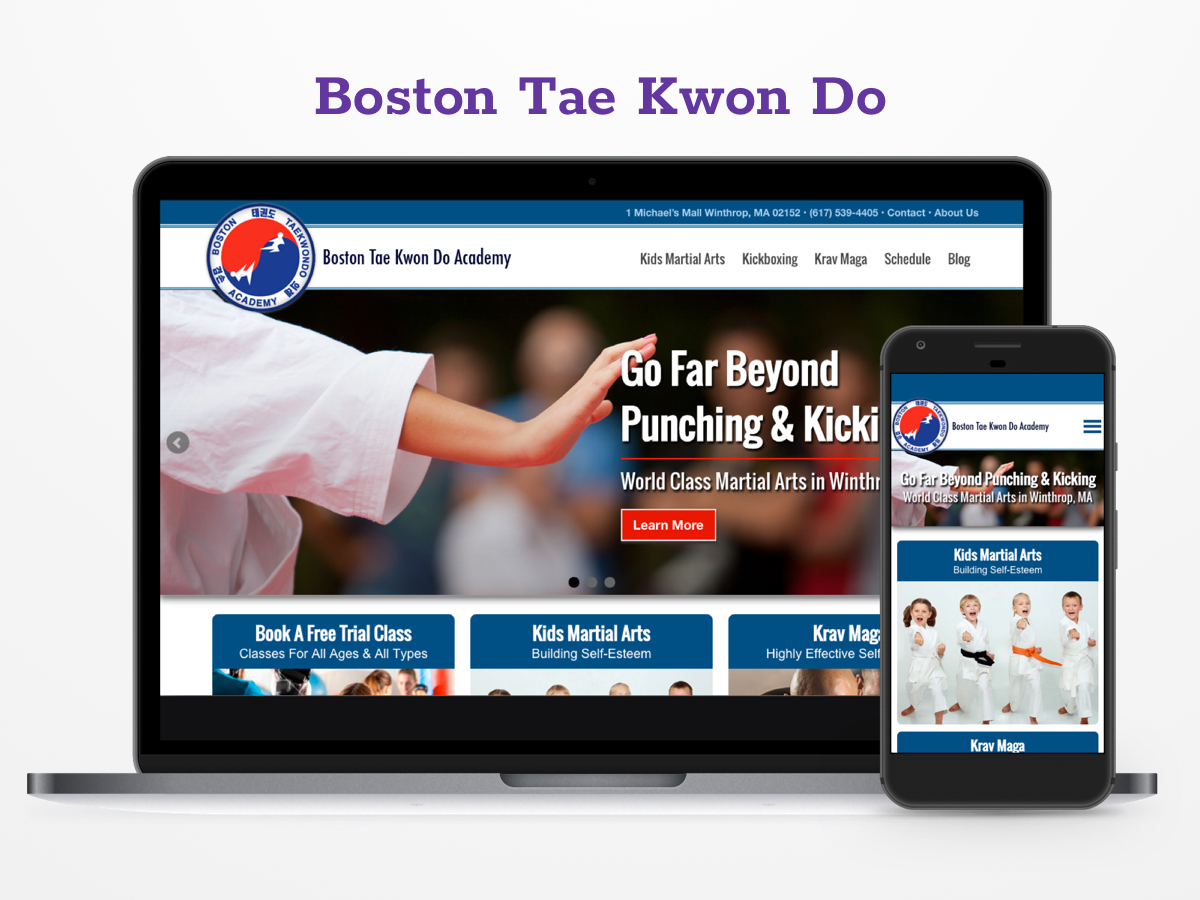 Boston Tae Kwon Do
1 Michael's Mall Winthrop, MA 02152 • (617) 539-4405 • Contact • About Us
태권도
BOSTON TAEKWONDO
ACADEMY
Boston Tae Kwon Do Academy
Kids Martial Arts Kickboxing Krav Maga Schedule Blog
Go Far Beyond
Punching & Kicki
World Class Martial Arts in Winthr
Learn More
Book A Free Trial Class
Classes For All Ages & All Types
Kids Martial Arts
Building Self-Esteem
Krav Maga
Highly Effective Self
BOSTON TAEKWONDO
ACADEMY
Boston Tae Kwon Do Academy
Go Far Beyond Punching & Kicking
World Class Martial Arts in Winthrop, MA
Kids Martial Arts
Building Self-Esteem
Krav Maga